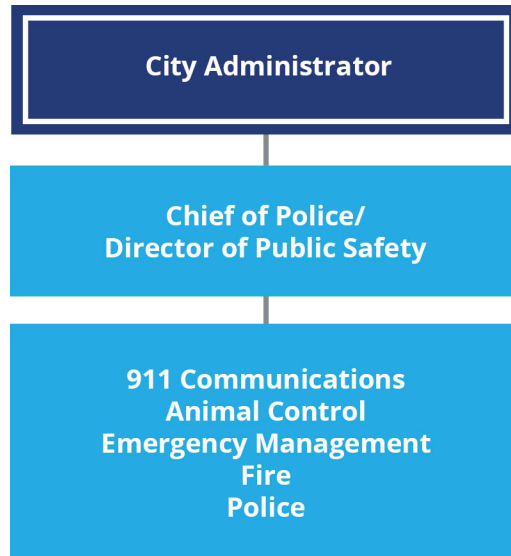 City Administrator
Chief of Police/
Director of Public Safety
911 Communications
Animal Control
Emergency Management
Fire
Police